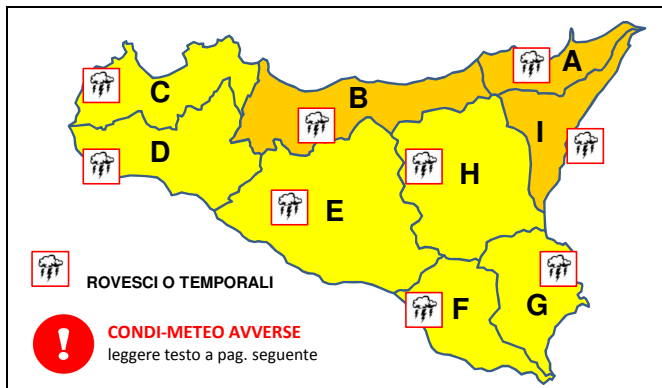 A
B
C
I
D
H
E
ROVESCI O TEMPORALI
F
G
CONDI-METEO AVVERSE
leggere testo a pag. seguente
!